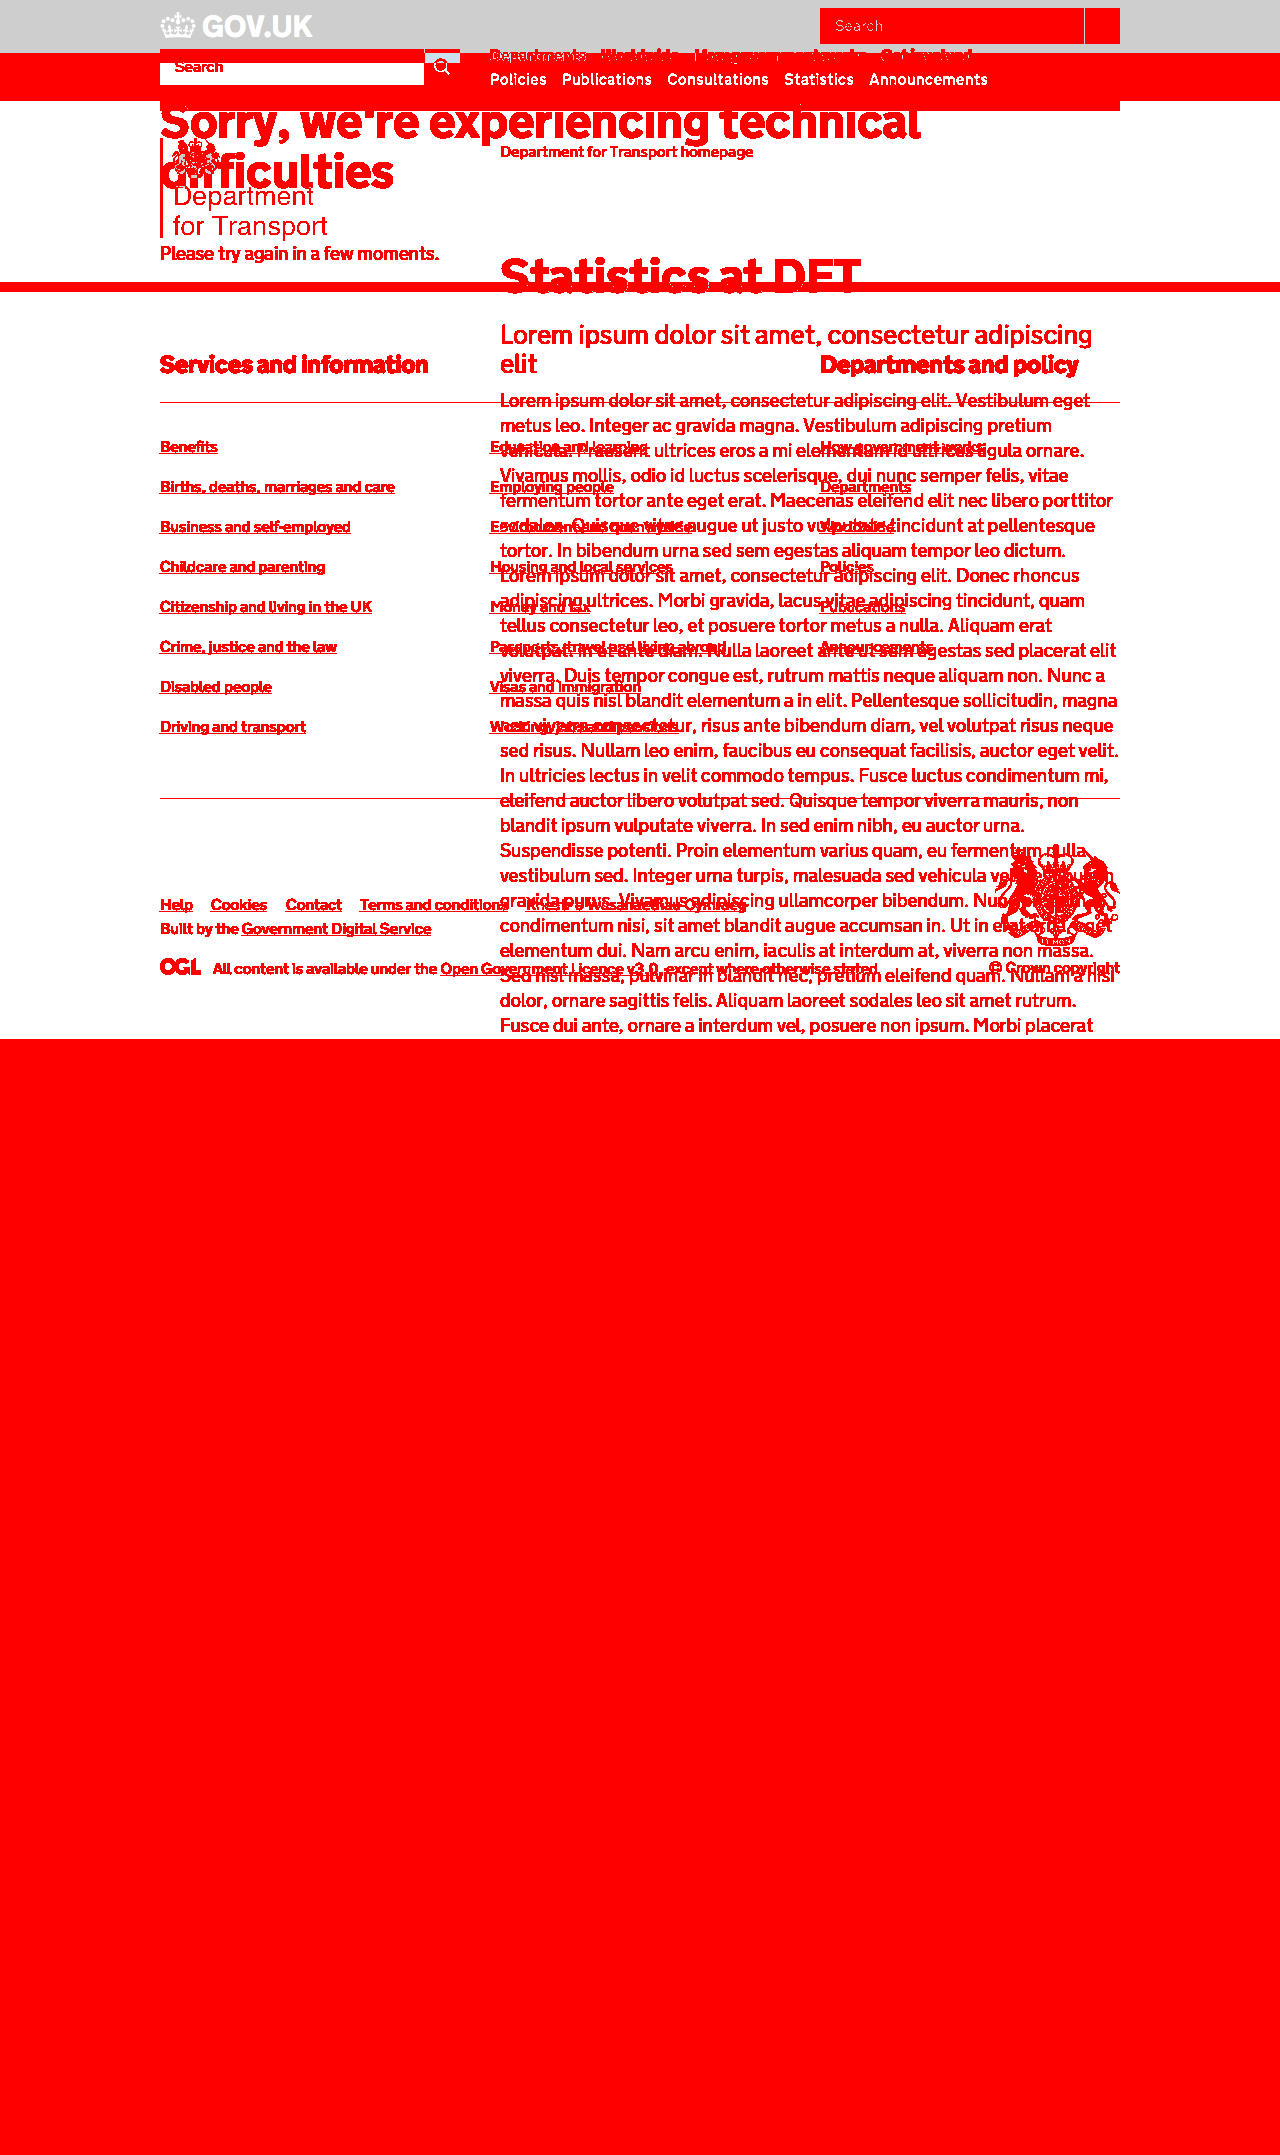 GOV.UK
Search
Search
Departments Worldwide How government works Get involved
Policies Publications Consultations Statistics Announcements
Sorry, we're experiencing technical
difficulties
Department for Transport homepage
Department
for Transport
Please try again in a few moments.
Statistics at DFT
Lorem ipsum dolor sit amet, consectetur adipiscing
elit
Services and information
Departments and policy
Lorem ipsum dolor sit amet, consectetur adipiscing elit. Vestibulum eget
metus leo. Integer ac gravida magna. Vestibulum adipiscing pretium
vehicula. Praesent ultrices eros a mi elementum id ultrices ligula ornare.
Vivamus mollis, odio id luctus scelerisque, dui nunc semper felis, vitae
fermentum tortor ante eget erat. Maecenas eleifend elit nec libero porttitor
sodales. Quisque vitae augue ut justo vulputate tincidunt at pellentesque
tortor. In bibendum urna sed sem egestas aliquam tempor leo dictum.
Lorem ipsum dolor sit amet, consectetur adipiscing elit. Donec rhoncus
adipiscing ultrices. Morbi gravida, lacus vitae adipiscing tincidunt, quam
tellus consectetur leo, et posuere tortor metus a nulla. Aliquam erat
volutpat. In et ante diam. Nulla laoreet ante ut sem egestas sed placerat elit
viverra. Duis tempor congue est, rutrum mattis neque aliquam non. Nunc a
massa quis nisl blandit elementum a in elit. Pellentesque sollicitudin, magna
viverra consectetur, risus ante bibendum diam, vel volutpat risus neque
sed risus. Nullam leo enim, faucibus eu consequat facilisis, auctor eget velit.
In ultricies lectus in velit commodo tempus. Fusce luctus condimentum mi,
eleifend auctor libero volutpat sed. Quisque tempor viverra mauris, non
blandit ipsum vulputate viverra. In sed enim nibh, eu auctor urna.
Suspendisse potenti. Proin elementum varius quam, eu fermentum nulla
vestibulum sed. Integer urna turpis, malesuada sed vehicula
gravida purus. Vivamus adipiscing ullamcorper bibendum.
condimentum nisi, sit amet blandit augue accumsan in. Ut in eget
elementum dui. Nam arcu enim, iaculis at interdum at, viverra non massa.
Sed nisl massa, pulvinar in blandit nec, pretium eleifend quam. Nullam a nisl
dolor, ornare sagittis felis. Aliquam laoreet sodales leo sit amet rutrum.
Fusce dui ante, ornare a interdum vel, posuere non ipsum. Morbi placerat
Benefits
Births, deaths, marriages and care
Business and self-employed
Childcare and parenting
Citizenship and living in the UK
Crime, justice and the law
Disabled people
Driving and transport
Education and learning
Employing people
Housing and local services
Money and tax
Passports, travel and living abroad
Visas and immigration
Working, jobs and pensions
How government works
Departments
Worldwide
Policies
Publications
Announcements
Help Cookies Contact Terms and conditions Rhestr o Wasanaethau Cymraeg
Built by the Government Digital Service
OGL All content is available under the Open Government Licence v3.0, except where otherwise stated
© Crown copyright